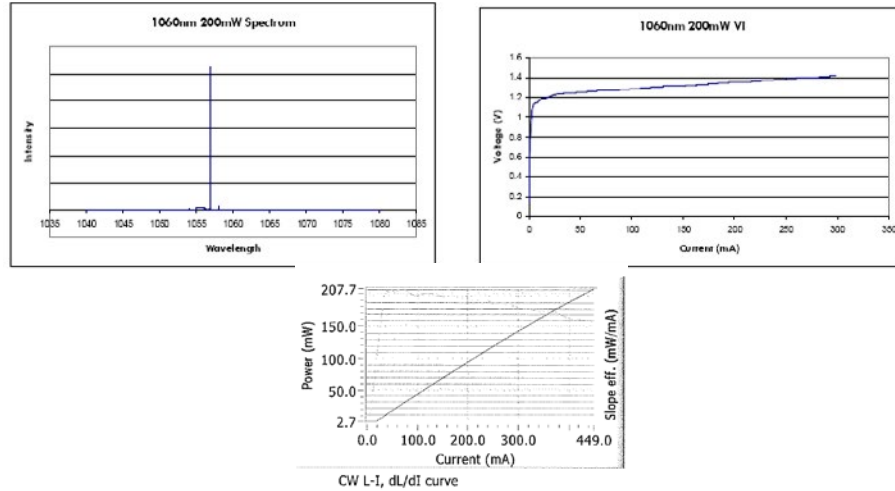 1060nm 200mW Spectrum
Intensity
1035 1040 1045 1050 1055 1060 1065 1070 1075 1080 1085
Wavelength
1060nm 200mW VI
Voltage (V)
1.6
1.4
1.2
1
0.8
0.6
0.4
0.2
0
0 50 100 150 200 250 300 350
Current (mA)
Power (mW)
207.7
150.0
100.0
50.0
2.7
0.0 100.0 200.0 300.0 449.0
Current (mA)
Slope eff. (mW/mA)
CW L-I, dL/dI curve